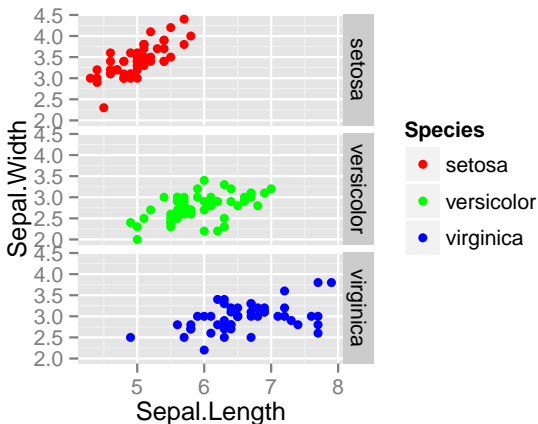 Sepal.Width
4.5
4.0
3.5
3.0
2.5
2.0
setosa
4.5
4.0
3.5
3.0
2.5
2.0
versicolor
4.5
4.0
3.5
3.0
2.5
2.0
virginica
5 6 7 8
Sepal.Length
Species
setosa
versicolor
virginica